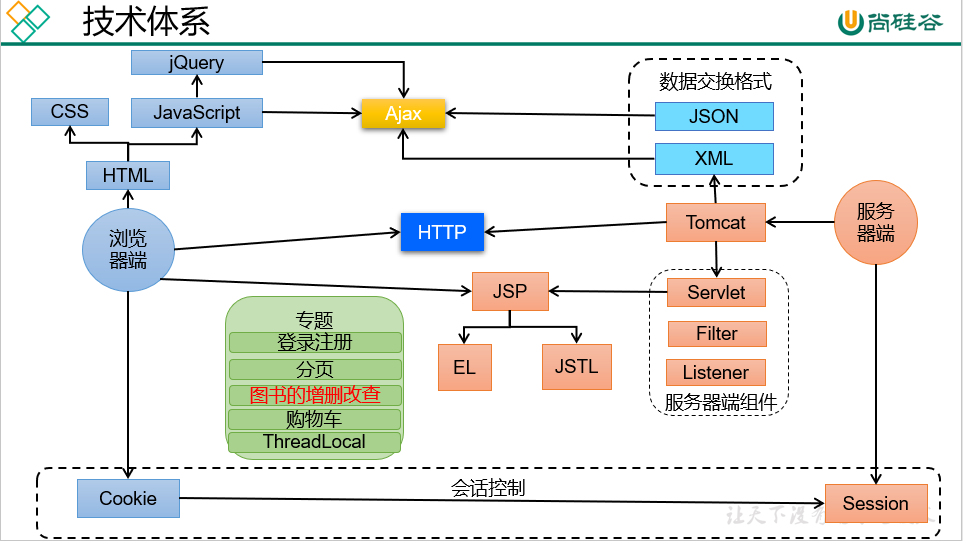 技术体系
尚硅谷
jQuery
数据交换格式
CSS
JavaScript
Ajax
JSON
XML
HTML
浏览
器端
HTTP
Tomcat
服务
器端
JSP
Servlet
专题
登录注册
分页
图书的增删改查
购物车
ThreadLocal
EL
JSTL
Filter
Listener
服务器端组件
会话控制
Cookie
Session
让天下没